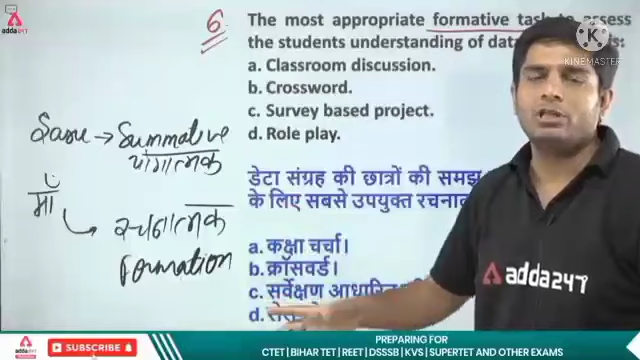 adda247
6
The most appropriate formative task to assess
the students understanding of data
KINEMASTER
a. Classroom discussion.
b. Crossword.
c. Survey based project.
d. Role play.
Summative
योगात्मक
माँ
रचनात्मक
Formation
डेटा संग्रह की छात्रों की समझ
के लिए सबसे उपयुक्त
a. कक्षा चर्चा।
b. क्रॉसवर्ड।
c. सर्वेक्षण आधारित
d.
adda247
SUBSCRIBE
PREPARING FOR
CTET | BIHAR TET | REET | DSSSB | KVS | SUPERTET AND OTHER EXAMS